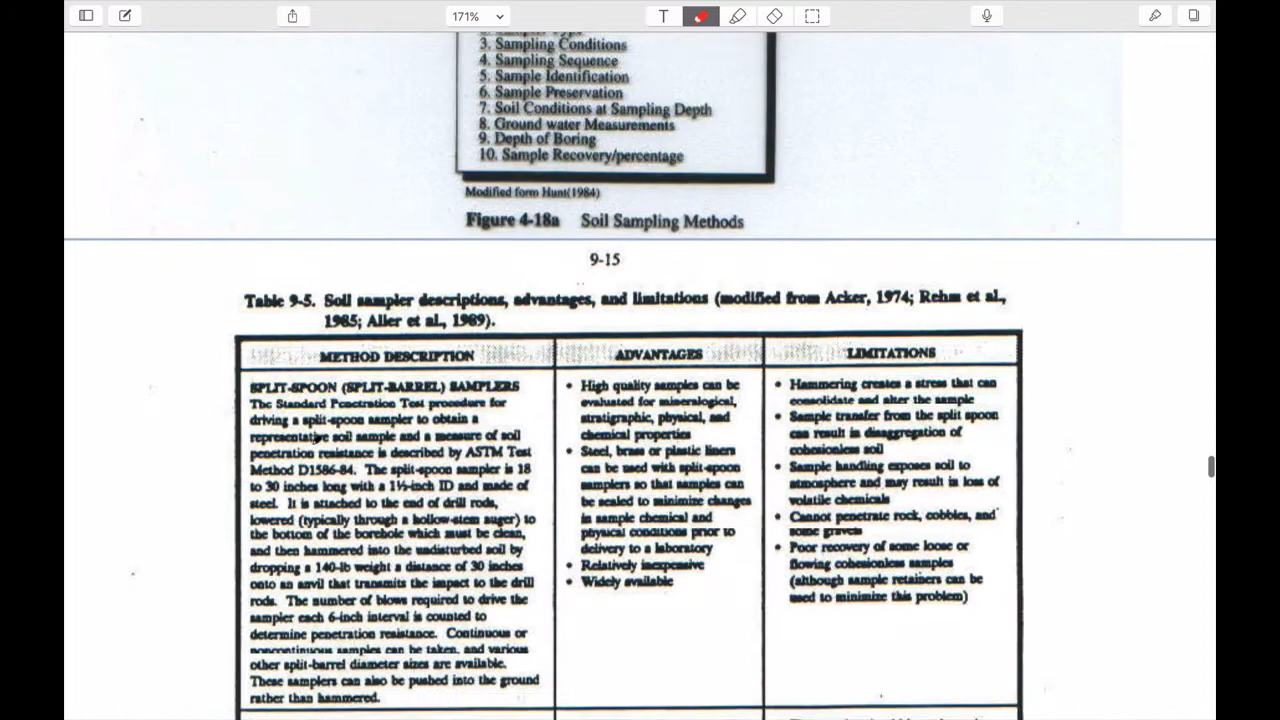 171%
T
3. Sampling Conditions
4. Sampling Sequence
5. Sample Identification
6. Sample Preservation
7. Soil Conditions at Sampling Depth
8. Ground water Measurements
9. Depth of Boring
10. Sample Recovery/percentage
Modified form Hunt(1984)
Figure 4-18a Soil Sampling Methods
9-15
Table 9-5. Soil sampler descriptions, advantages, and limitations (modified from Acker, 1974; Rehm et al.,
1985; Aller et al., 1989).
METHOD DESCRIPTION
SPLIT-SPOON (SPLIT-BARREL) SAMPLERS
The Standard Penetration Test procedure for
driving a split-spoon sampler to obtain a
representative soil sample and a measure of soil
penetration resistance is described by ASTM Test
Method D1586-84. The split-spoon sampler is 18
to 30 inches long with a 1½-inch ID and made of
steel. It is attached to the end of drill rods,
lowered (typically through a hollow-stem auger) to
the bottom of the borehole which must be clean,
and then hammered into the undisturbed soil by
dropping a 140-lb weight a distance of 30 inches
onto an anvil that transmits the impact to the drill
rods. The number of blows required to drive the
sampler each 6-inch interval is counted to
determine penetration resistance. Continuous or
noncontinuous samples can be taken, and various
other split-barrel diameter sizes are available.
These samplers can also be pushed into the ground
rather than hammered.
ADVANTAGES
• High quality samples can be
evaluated for mineralogical,
stratigraphic, physical, and
chemical properties
• Steel, brass or plastic liners
can be used with split-spoon
samplers so that samples can
be sealed to minimize changes
in sample chemical and
physical conditions prior to
delivery to a laboratory
• Relatively inexpensive
• Widely available
LIMITATIONS
• Hammering creates a stress that can
consolidate and alter the sample
• Sample transfer from the split spoon
can result in disaggregation of
cohesionless soil
• Sample handling exposes soil to
atmosphere and may result in loss of
volatile chemicals
• Cannot penetrate rock, cobbles, and
some gravels
• Poor recovery of some loose or
flowing cohesionless samples
(although sample retainers can be
used to minimize this problem)